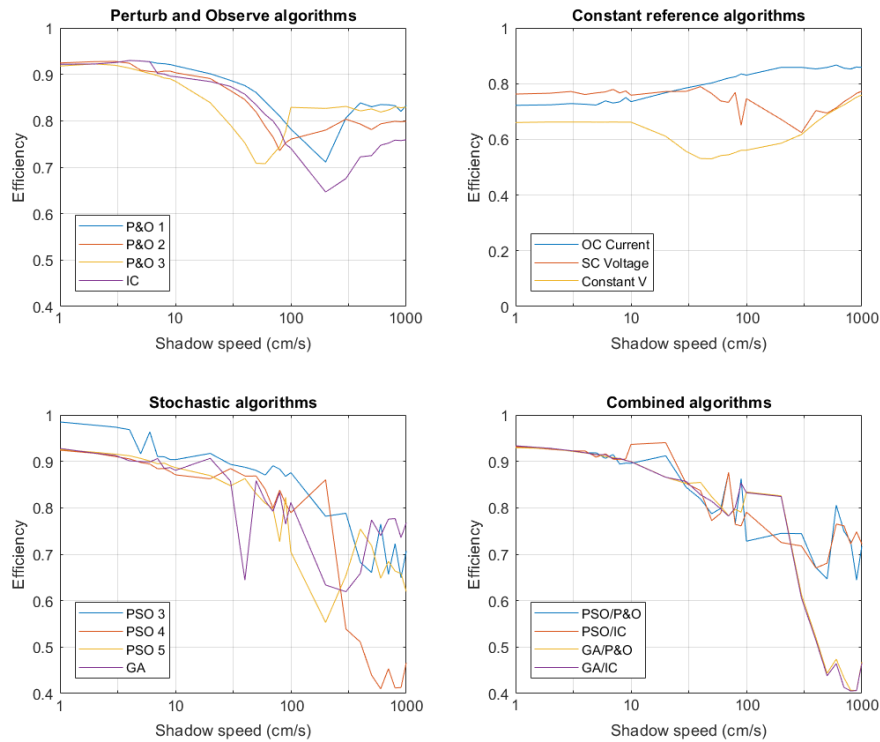 Perturb and Observe algorithms
1
0.9
0.8
0.7
0.6
0.5
0.4
Efficiency
P&O 1
P&O 2
P&O 3
IC
1 10 100 1000
Shadow speed (cm/s)
Constant reference algorithms
1
0.8
0.6
0.4
0.2
0
Efficiency
OC Current
SC Voltage
Constant V
1 10 100 1000
Shadow speed (cm/s)
Stochastic algorithms
1
0.9
0.8
0.7
0.6
0.5
0.4
Efficiency
PSO 3
PSO 4
PSO 5
GA
1 10 100 1000
Shadow speed (cm/s)
Combined algorithms
1
0.9
0.8
0.7
0.6
0.5
0.4
Efficiency
PSO/P&O
PSO/IC
GA/P&O
GA/IC
1 10 100 1000
Shadow speed (cm/s)